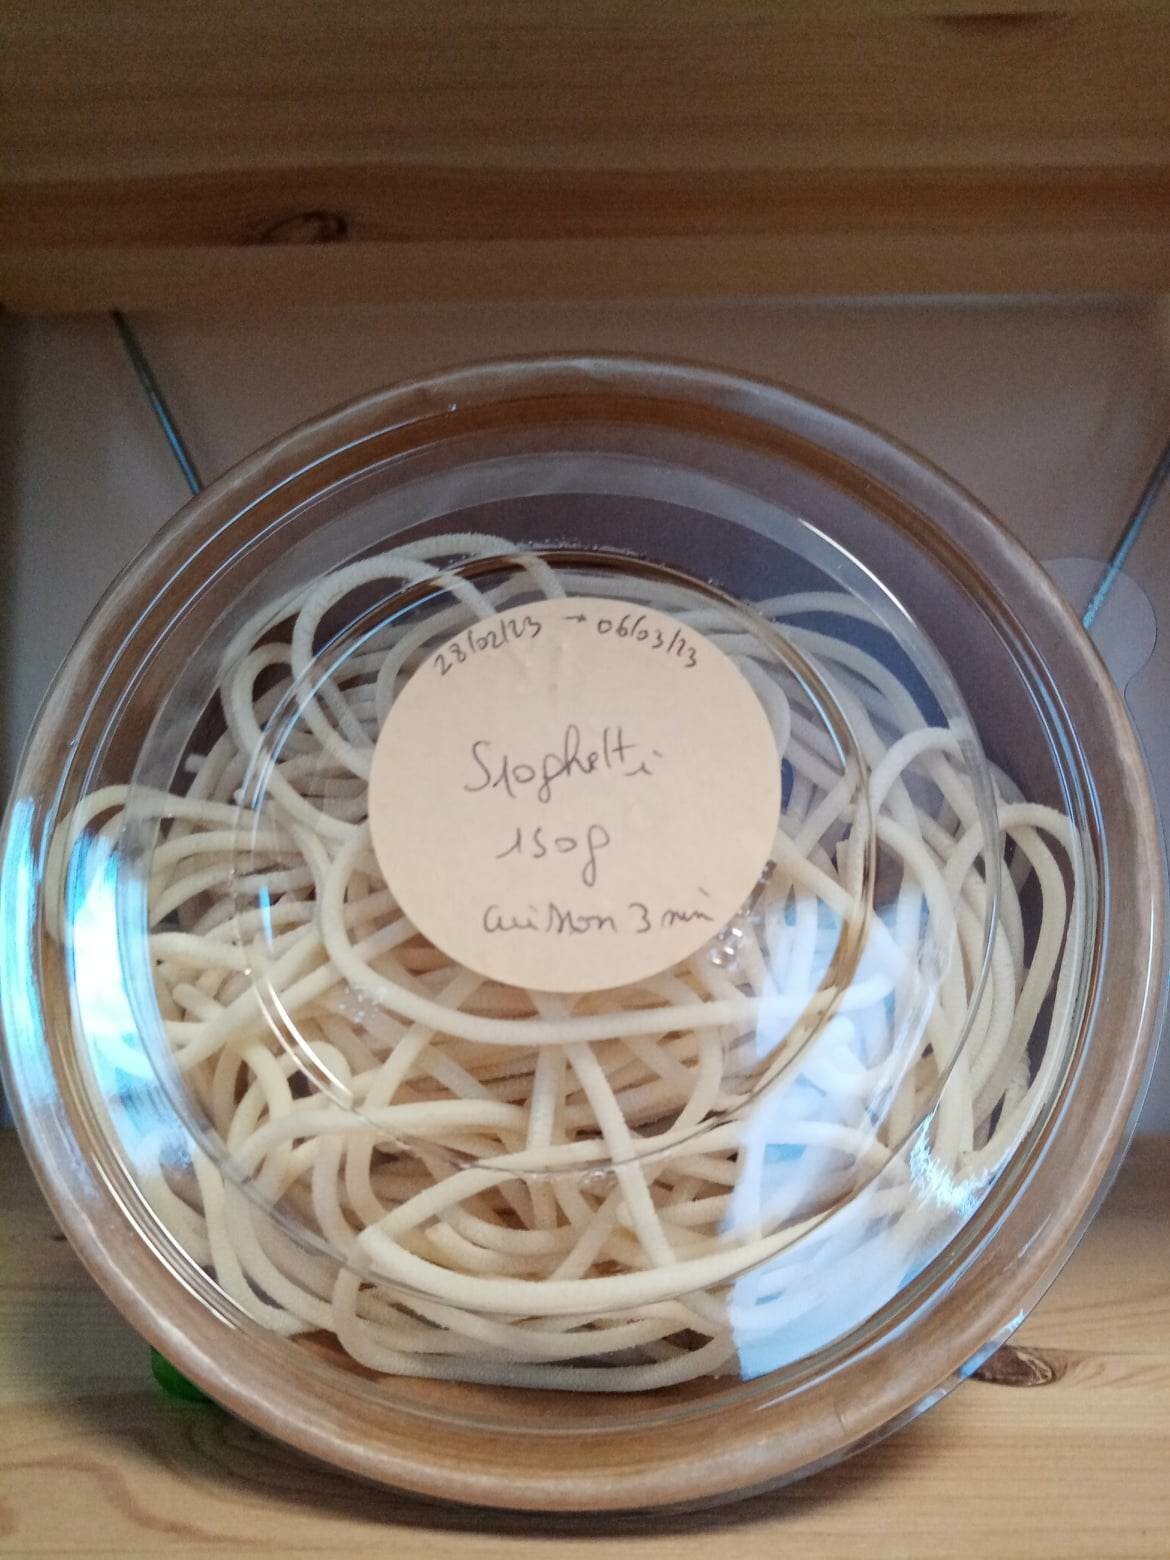 28/02/23 → 06/03/23
Spaghetti
150g
cuisson 3 min